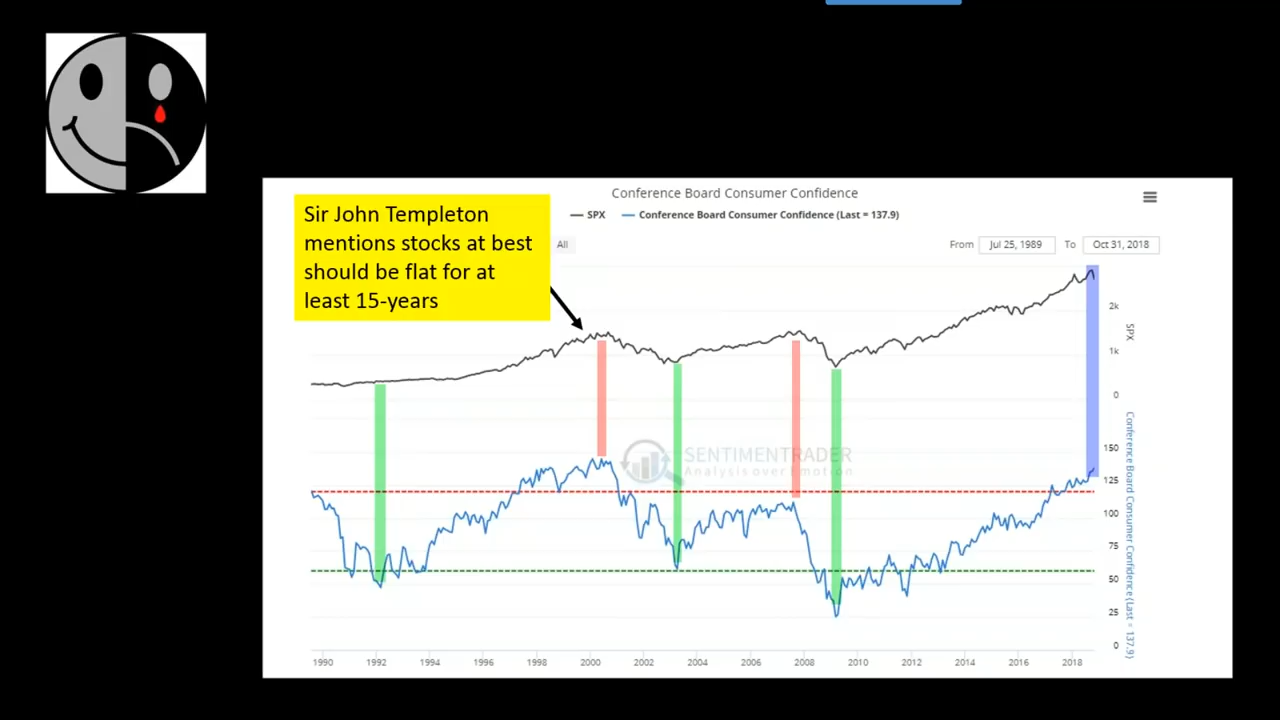 Sir John Templeton
mentions stocks at best
should be flat for at
least 15-years
Conference Board Consumer Confidence
SPX Conference Board Consumer Confidence (Last = 137.9)
All
From Jul 25, 1989 To Oct 31, 2018
2k
1k
0
SPX
150
125
100
75
50
25
0
Conference Board Consumer Confidence (Last = 137.9)
SENTIMENTRADER
Analysis over Emotion
1990 1992 1994 1996 1998 2000 2002 2004 2006 2008 2010 2012 2014 2016 2018